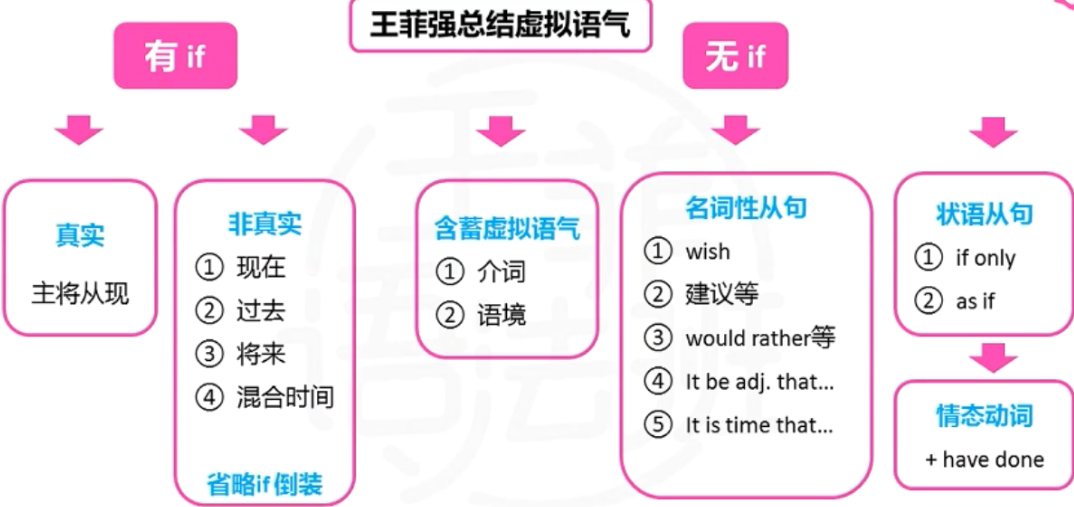 王菲强总结虚拟语气
有 if
无 if
真实
主将从现
非真实
① 现在
② 过去
③ 将来
④ 混合时间
省略if 倒装
含蓄虚拟语气
① 介词
② 语境
名词性从句
① wish
② 建议等
③ would rather等
④ It be adj. that...
⑤ It is time that...
状语从句
① if only
② as if
情态动词
+ have done